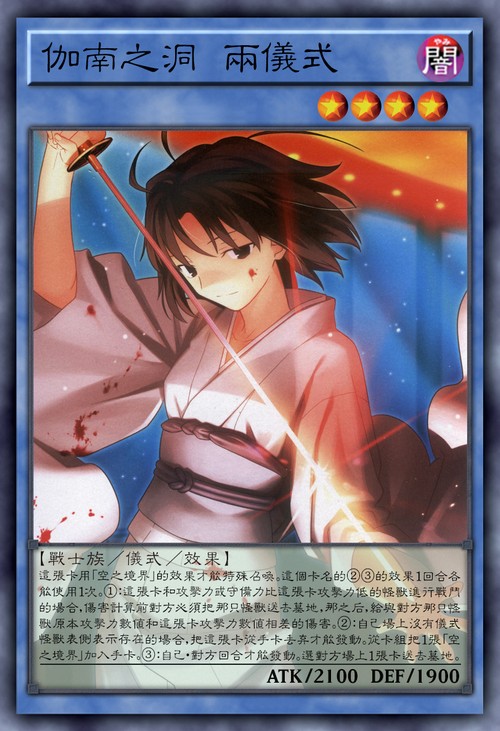 伽南之洞　兩儀式
やみ
闇
【戰士族／儀式／效果】
這張卡用「空之境界」的效果才能特殊召喚。這個卡名的②③的效果1回合各
能使用1次。①:這張卡和攻擊力或守備力比這張卡攻擊力低的怪獸進行戰鬥
的場合,傷害計算前對方必須把那只怪獸送去墓地,那之后,給與對方那只怪
獸原本攻擊力數值和這張卡攻擊力數值相差的傷害。②:自己場上沒有儀式
怪獸表側表示存在的場合,把這張卡從手卡丟弃才能發動。從卡組把1張「空
之境界」加入手卡。③:自己·對方回合才能發動。選對方場上1張卡送去墓地。
ATK/2100 DEF/1900